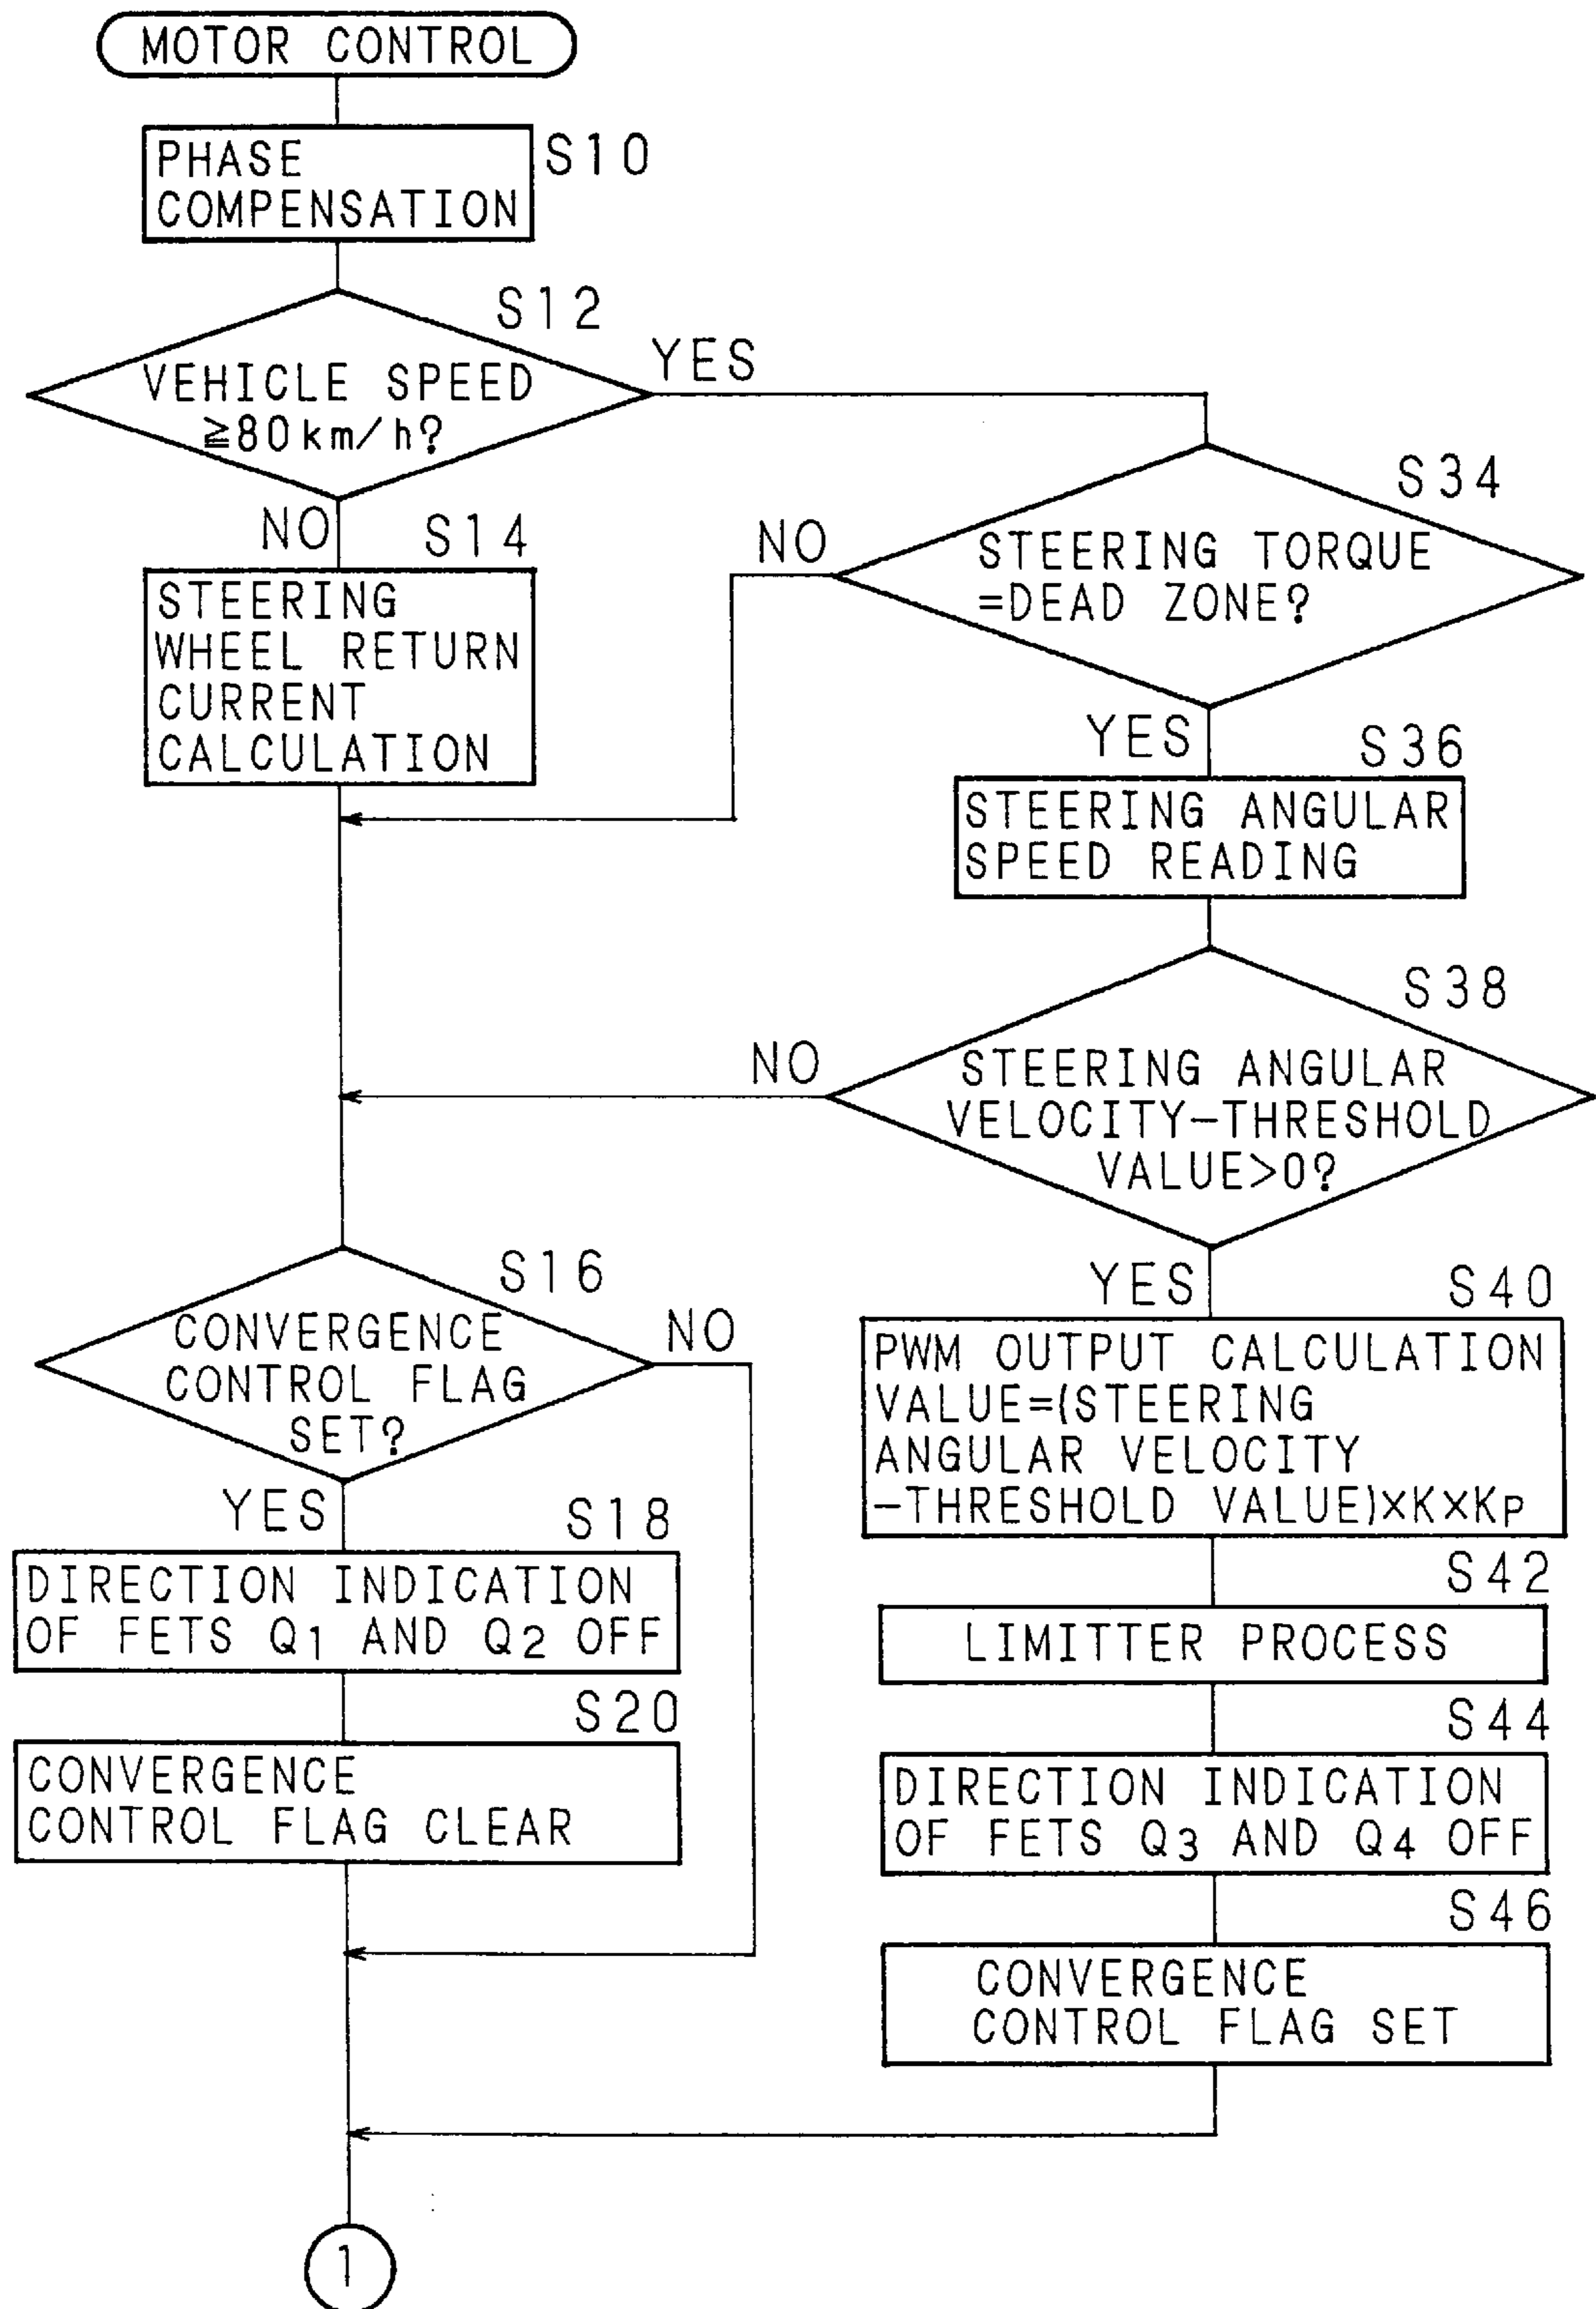 MOTOR CONTROL
PHASE
COMPENSATION
S10
S12
VEHICLE SPEED
≧80km/h?
YES
NO
S14
STEERING
WHEEL RETURN
CURRENT
CALCULATION
S34
STEERING TORQUE
=DEAD ZONE?
NO
YES
S36
STEERING ANGULAR
SPEED READING
S38
STEERING ANGULAR
VELOCITY-THRESHOLD
VALUE>0?
NO
YES
S16
CONVERGENCE
CONTROL FLAG
SET?
NO
YES
S18
DIRECTION INDICATION
OF FETS Q1 AND Q2 OFF
S20
CONVERGENCE
CONTROL FLAG CLEAR
S40
PWM OUTPUT CALCULATION
VALUE=(STEERING
ANGULAR VELOCITY
-THRESHOLD VALUE)×K×Kp
S42
LIMITTER PROCESS
S44
DIRECTION INDICATION
OF FETS Q3 AND Q4 OFF
S46
CONVERGENCE
CONTROL FLAG SET
1